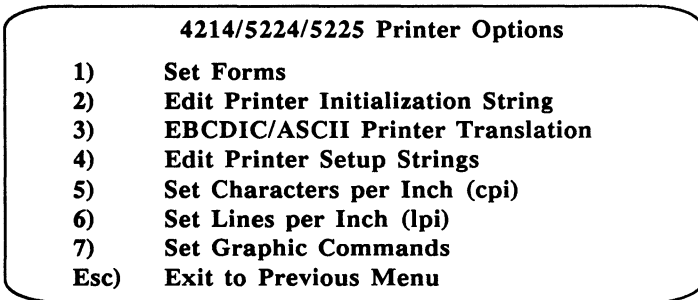 4214/5224/5225 Printer Options
1) Set Forms
2) Edit Printer Initialization String
3) EBCDIC/ASCII Printer Translation
4) Edit Printer Setup Strings
5) Set Characters per Inch (cpi)
6) Set Lines per Inch (lpi)
7) Set Graphic Commands
Esc) Exit to Previous Menu